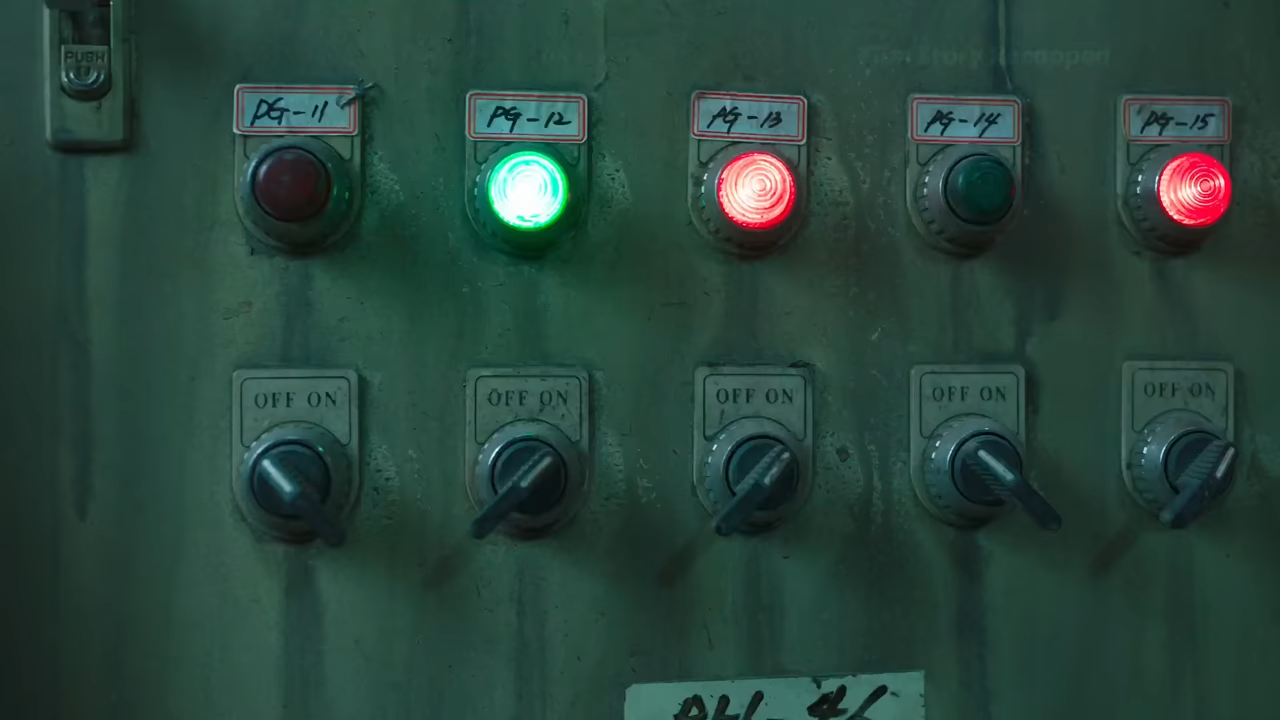 PUSH
PG-11
PG-12
PG-13
PG-14
PG-15
OFF ON
OFF ON
OFF ON
OFF ON
OFF ON